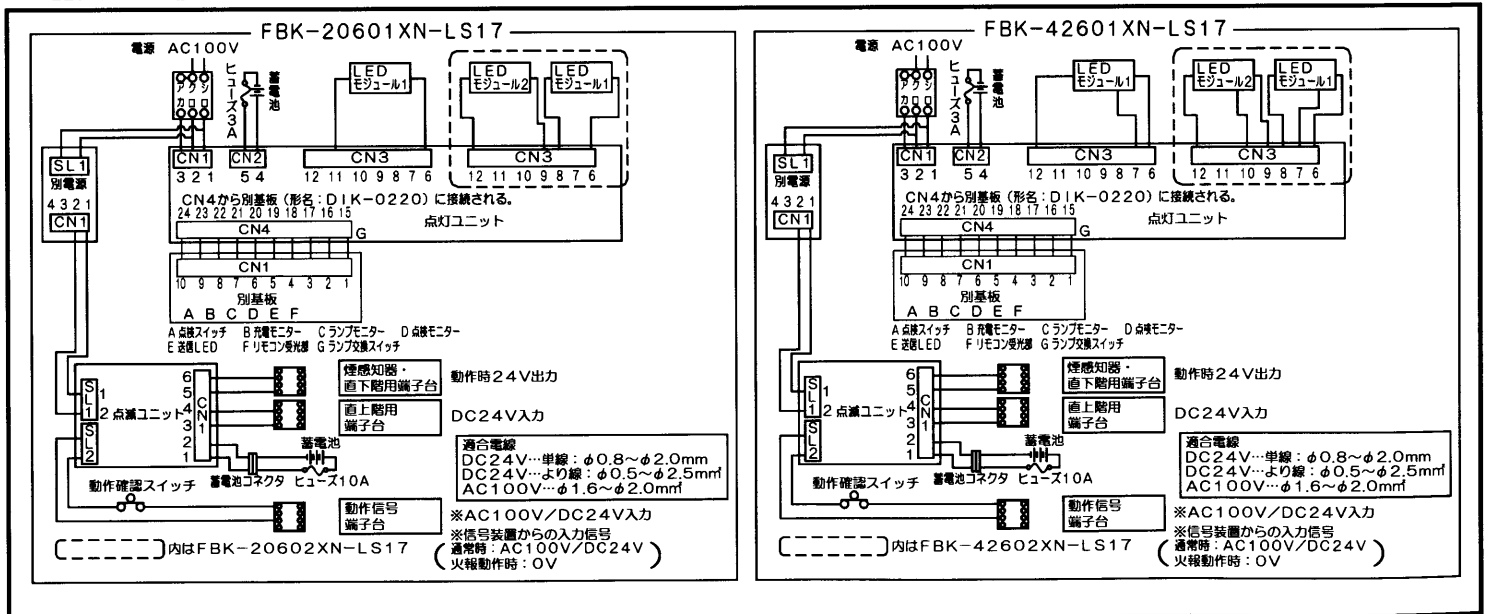 FBK-20601XN-LS17
電源 AC100V
アカ
クロ
シロ
ヒューズ3A
蓄電池
LED
モジュール1
LED
モジュール2
LED
モジュール1
SL1
別電源
4 3 2 1
CN1
CN1
3 2 1
CN2
5 4
CN3
12 11 10 9 8 7 6
CN3
12 11 10 9 8 7 6
CN4から別基板(形名:DIK-0220)に接続される。
24 23 22 21 20 19 18 17 16 15
CN4
G
点灯ユニット
CN1
10 9 8 7 6 5 4 3 2 1
別基板
A B C D E F
A 点検スイッチ B 充電モニター C ランプモニター D 点検モニター
E 送信LED F リモコン受光部 G ランプ交換スイッチ
SL1
1
2
点滅ユニット
SL2
6
5
4
3
2
1
CN1
煙感知器・
直下階用端子台
動作時24V出力
直上階用
端子台
DC24V入力
蓄電池
蓄電池コネクタ ヒューズ10A
適合電線
DC24V…単線:φ0.8~φ2.0mm
DC24V…より線:φ0.5~φ2.5m㎡
AC100V…φ1.6~φ2.0m㎡
動作確認スイッチ
動作信号
端子台
※AC100V/DC24V入力
※信号装置からの入力信号
(通常時:AC100V/DC24V
火報動作時:0V)
内はFBK-20602XN-LS17
FBK-42601XN-LS17
電源 AC100V
アカ
クロ
シロ
ヒューズ3A
蓄電池
LED
モジュール1
LED
モジュール2
LED
モジュール1
SL1
別電源
4 3 2 1
CN1
CN1
3 2 1
CN2
5 4
CN3
12 11 10 9 8 7 6
CN3
12 11 10 9 8 7 6
CN4から別基板(形名:DIK-0220)に接続される。
24 23 22 21 20 19 18 17 16 15
CN4
G
点灯ユニット
CN1
10 9 8 7 6 5 4 3 2 1
別基板
A B C D E F
A 点検スイッチ B 充電モニター C ランプモニター D 点検モニター
E 送信LED F リモコン受光部 G ランプ交換スイッチ
SL1
1
2
点滅ユニット
SL2
6
5
4
3
2
1
CN1
煙感知器・
直下階用端子台
動作時24V出力
直上階用
端子台
DC24V入力
蓄電池
蓄電池コネクタ ヒューズ10A
適合電線
DC24V…単線:φ0.8~φ2.0mm
DC24V…より線:φ0.5~φ2.5m㎡
AC100V…φ1.6~φ2.0m㎡
動作確認スイッチ
動作信号
端子台
※AC100V/DC24V入力
※信号装置からの入力信号
(通常時:AC100V/DC24V
火報動作時:0V)
内はFBK-42602XN-LS17